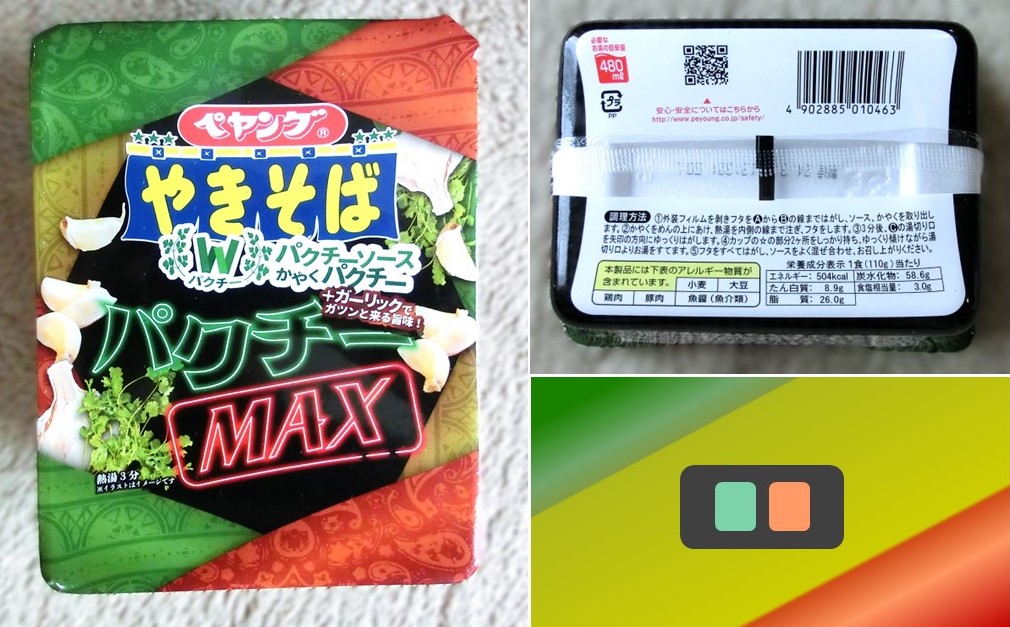 ペヤング®
やきそば
W
パクチー
パクチーソース
かやくパクチー
+ガーリックで
ガツンと来る旨味!
パクチー
MAX
熱湯3分
※イラストはイメージです
必要な
お湯の目安量
480
mℓ
プラ
PP
安心・安全についてはこちらから
http://www.peyoung.co.jp/safety/
4 902885 010463
調理方法 ①外装フィルムを剥きフタをⒶからⒷの線まではがし、ソース、かやくを取り出し
ます。②かやくをめんの上にあけ、熱湯を内側の線まで注ぎ、フタをします。③3分後、Ⓒの湯切り口
を矢印の方向にゆっくりはがします。④カップの☆の部分2ヶ所をしっかり持ち、ゆっくり傾けながら湯
切り口よりお湯をすてます。⑤フタをすべてはがし、ソースをよく混ぜ合わせ、お召し上がりください。
本製品には下表のアレルギー物質が
含まれています。 小麦 大豆
鶏肉 豚肉 魚醤(魚介類)
栄養成分表示 1食(110g)当たり
エネルギー: 504kcal 炭水化物: 58.6g
たん白質: 8.9g 食塩相当量: 3.0g
脂質: 26.0g